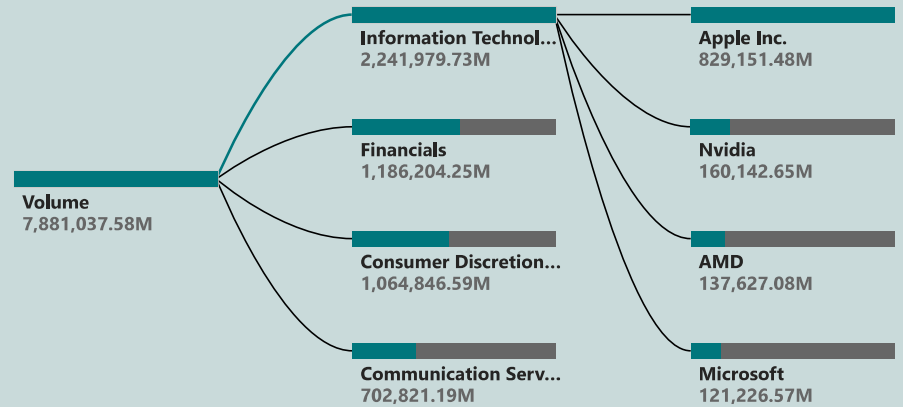 Information Technol...
2,241,979.73M
Apple Inc.
829,151.48M
Financials
1,186,204.25M
Nvidia
160,142.65M
Volume
7,881,037.58M
Consumer Discretion...
1,064,846.59M
AMD
137,627.08M
Communication Serv...
702,821.19M
Microsoft
121,226.57M